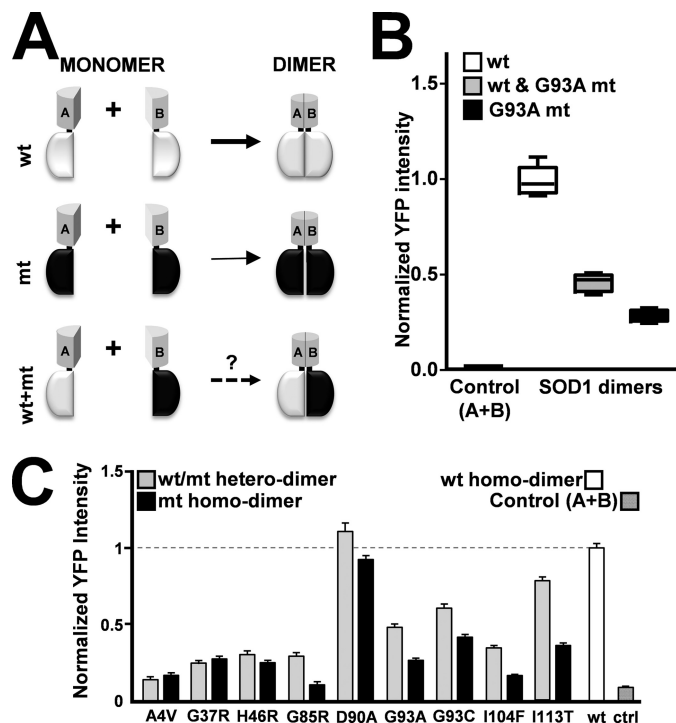 A
MONOMER DIMER
A + B A B
wt
A + B A B
mt
A + ? B A B
wt+mt
B
Normalized YFP intensity
wt
wt & G93A mt
G93A mt
1.5
1.0
0.5
0.0
Control
(A+B)
SOD1 dimers
C
Normalized YFP Intensity
wt/mt hetero-dimer
mt homo-dimer
wt homo-dimer
Control (A+B)
1.5
1
0.5
0
A4V G37R H46R G85R D90A G93A G93C I104F I113T wt ctrl